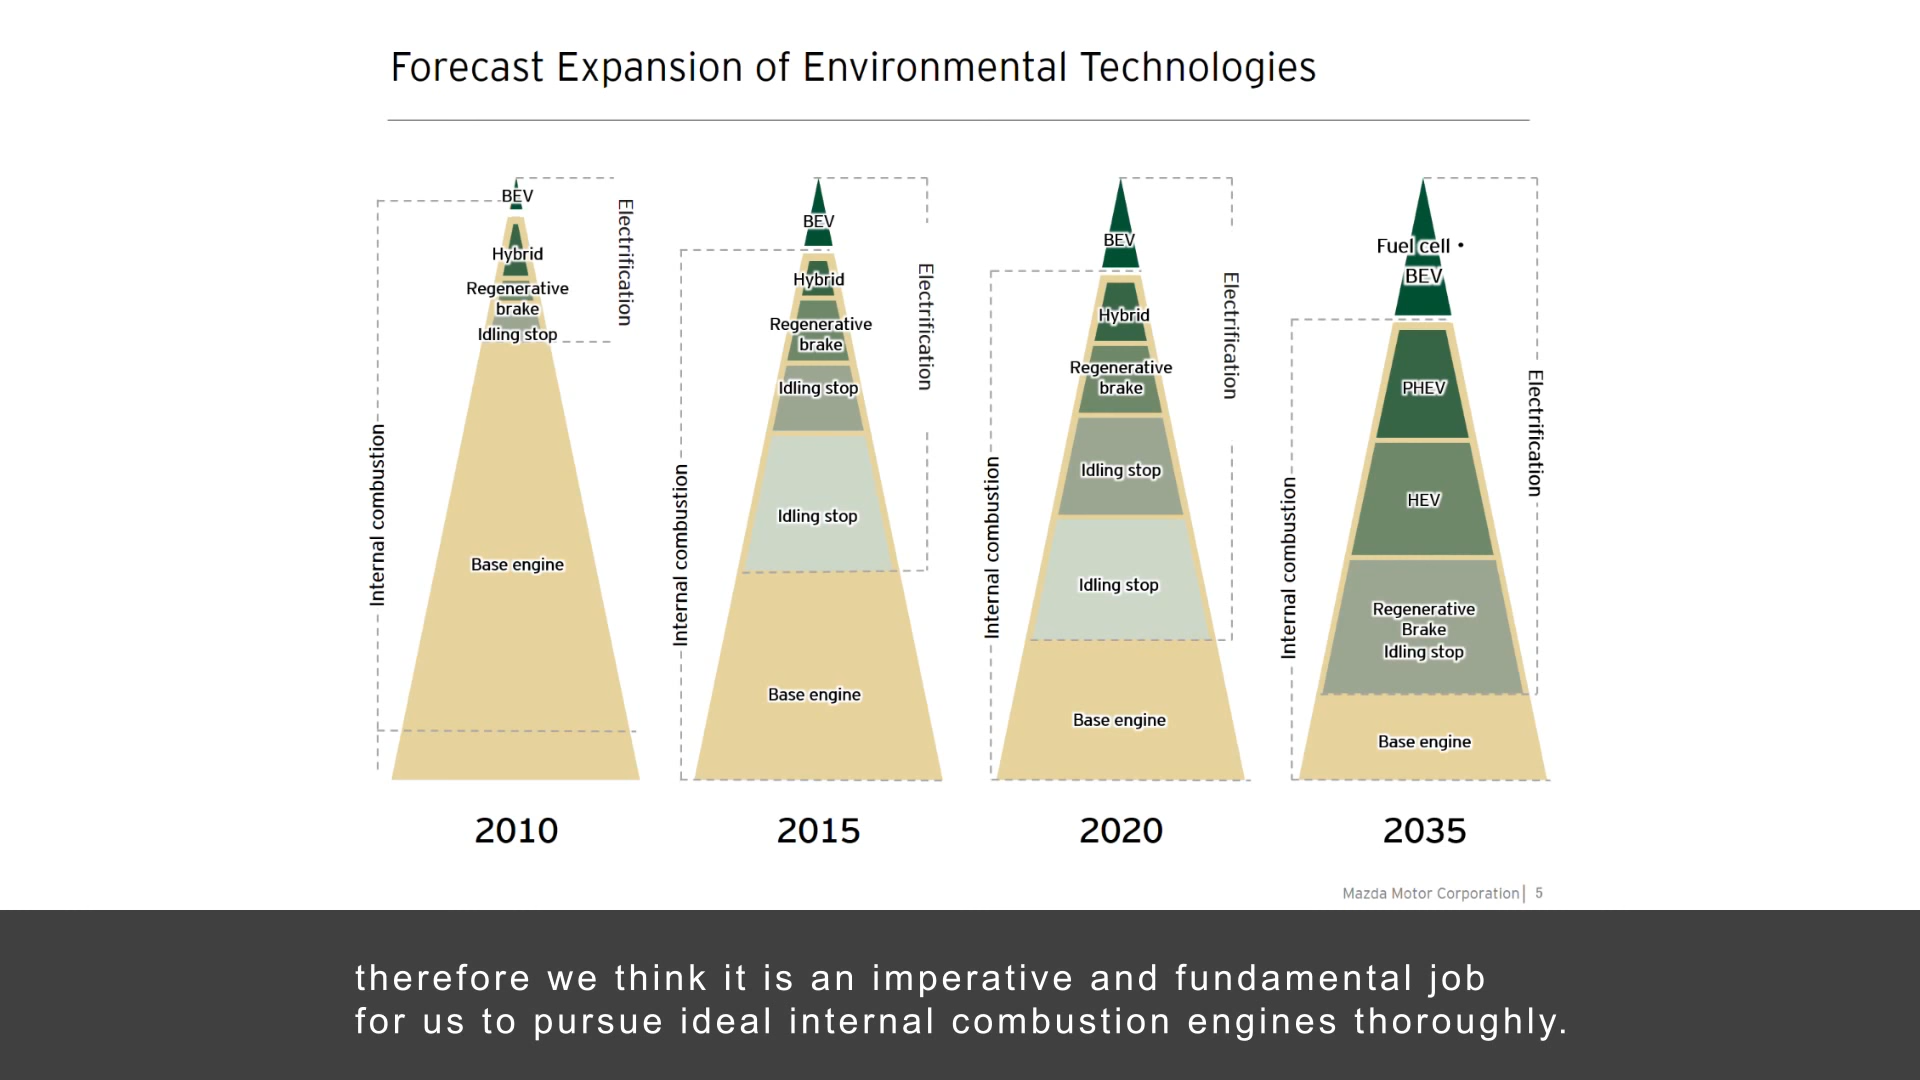 Forecast Expansion of Environmental Technologies
BEV
Hybrid
Regenerative
brake
Idling stop
Base engine
Internal combustion
Electrification
2010
BEV
Hybrid
Regenerative
brake
Idling stop
Idling stop
Base engine
Internal combustion
Electrification
2015
BEV
Hybrid
Regenerative
brake
Idling stop
Idling stop
Base engine
Internal combustion
Electrification
2020
Fuel cell・
BEV
PHEV
HEV
Regenerative
Brake
Idling stop
Base engine
Internal combustion
Electrification
2035
Mazda Motor Corporation| 5
therefore we think it is an imperative and fundamental job
for us to pursue ideal internal combustion engines thoroughly.